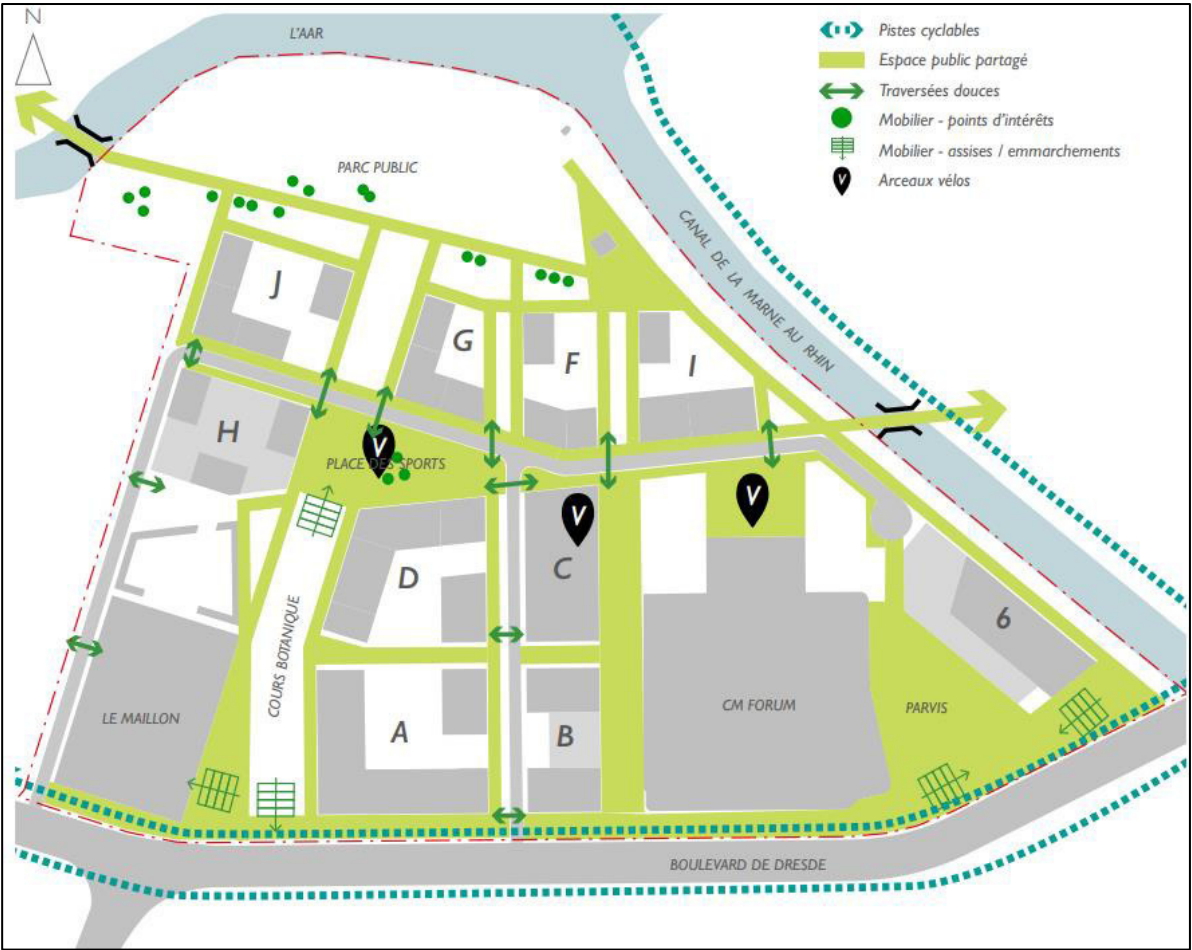 N
L'AAR
Pistes cyclables
Espace public partagé
Traversées douces
Mobilier - points d'intérêts
Mobilier - assises / emmarchements
Arceaux vélos
V
PARC PUBLIC
CANAL DE LA MARNE AU RHIN
J
G
F
I
H
V
PLACE DES SPORTS
V
V
C
D
6
COURS BOTANIQUE
LE MAILLON
A
B
CM FORUM
PARVIS
BOULEVARD DE DRESDE